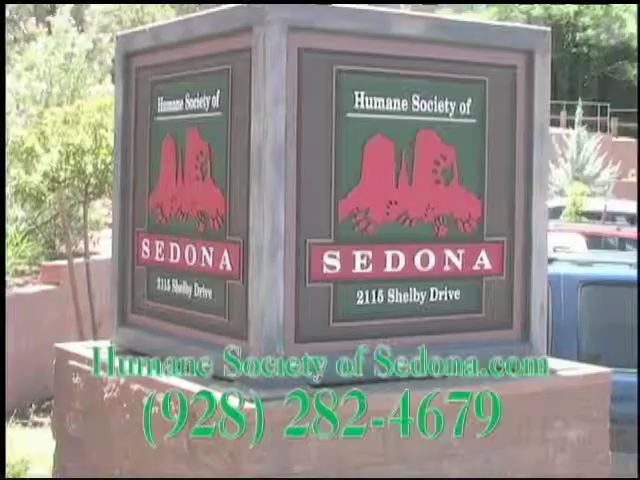 Humane Society of
SEDONA
2115 Shelby Drive
Humane Society of
SEDONA
2115 Shelby Drive
Humane Society of Sedona.com
(928) 282-4679